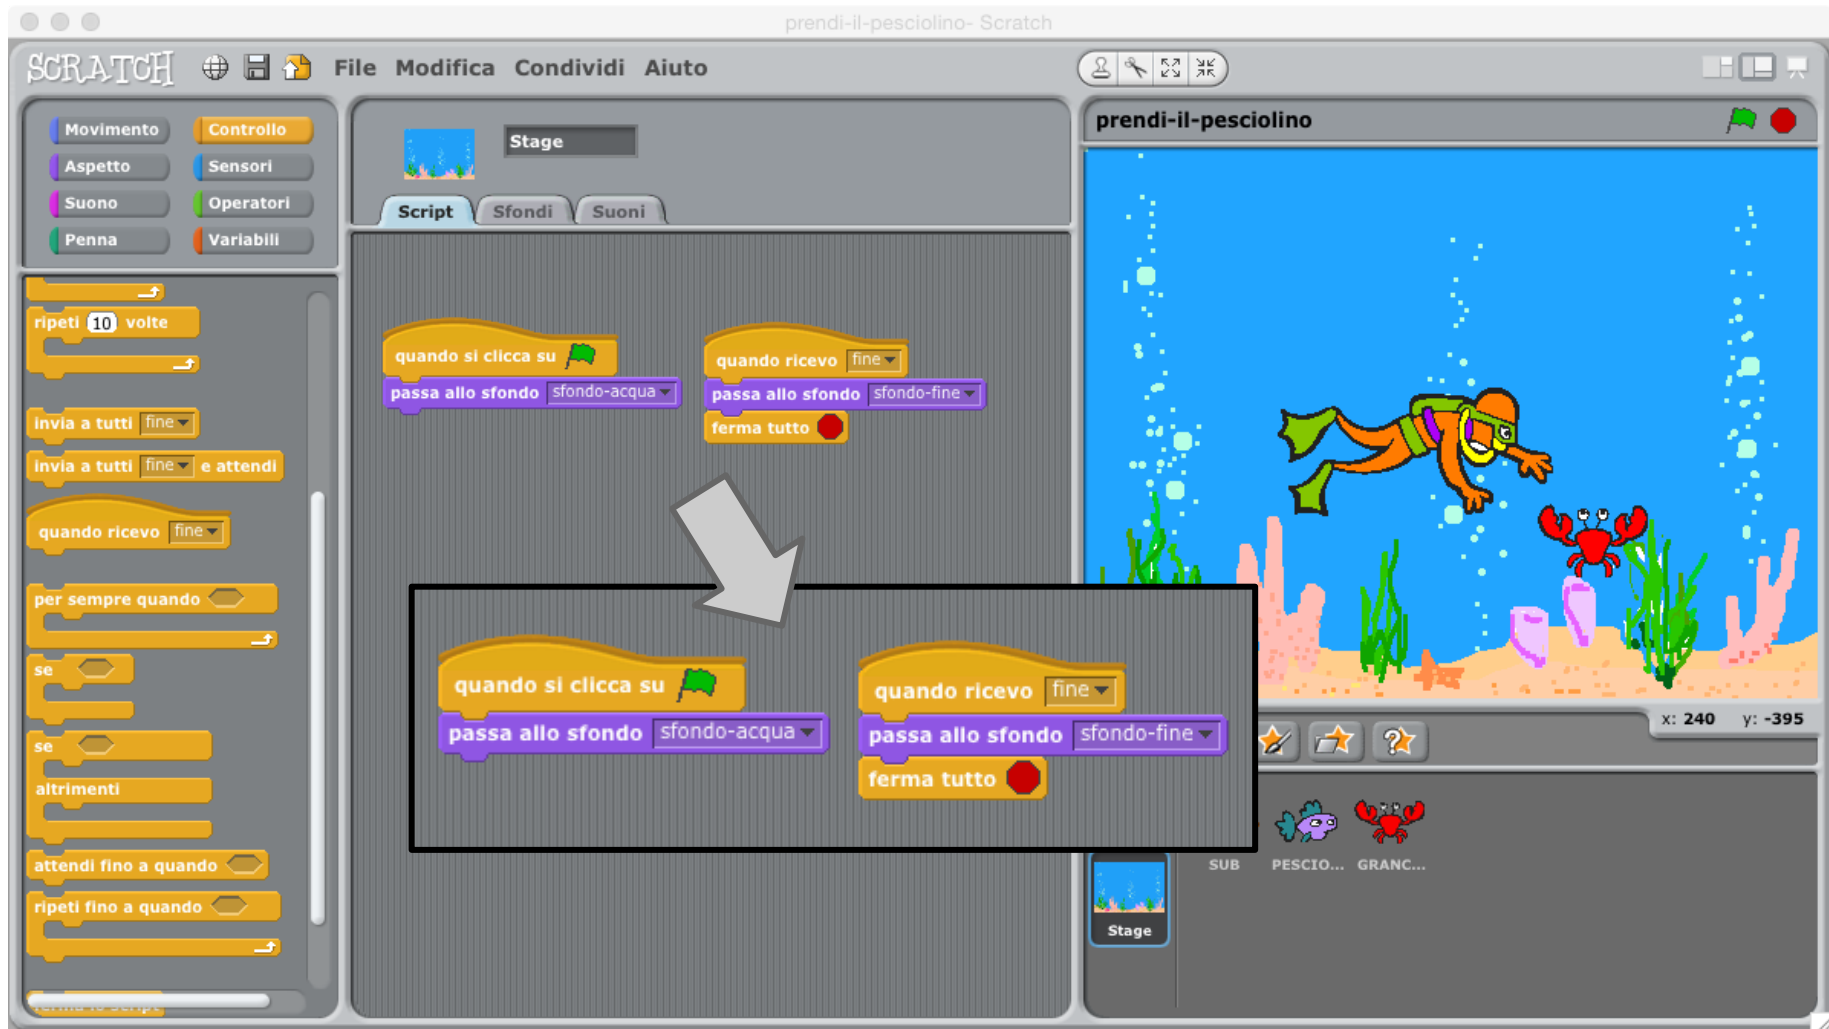 prendi-il-pesciolino- Scratch
SCRATCH File Modifica Condividi Aiuto
Movimento Controllo
Aspetto Sensori
Suono Operatori
Penna Variabili
ripeti 10 volte
invia a tutti fine
invia a tutti fine e attendi
quando ricevo fine
per sempre quando
se
se
altrimenti
attendi fino a quando
ripeti fino a quando
ferma lo script
Stage
Script Sfondi Suoni
quando si clicca su
passa allo sfondo sfondo-acqua
quando ricevo fine
passa allo sfondo sfondo-fine
ferma tutto
quando si clicca su
passa allo sfondo sfondo-acqua
quando ricevo fine
passa allo sfondo sfondo-fine
ferma tutto
prendi-il-pesciolino
x: 240 y: -395
SUB PESCIO... GRANC...
Stage